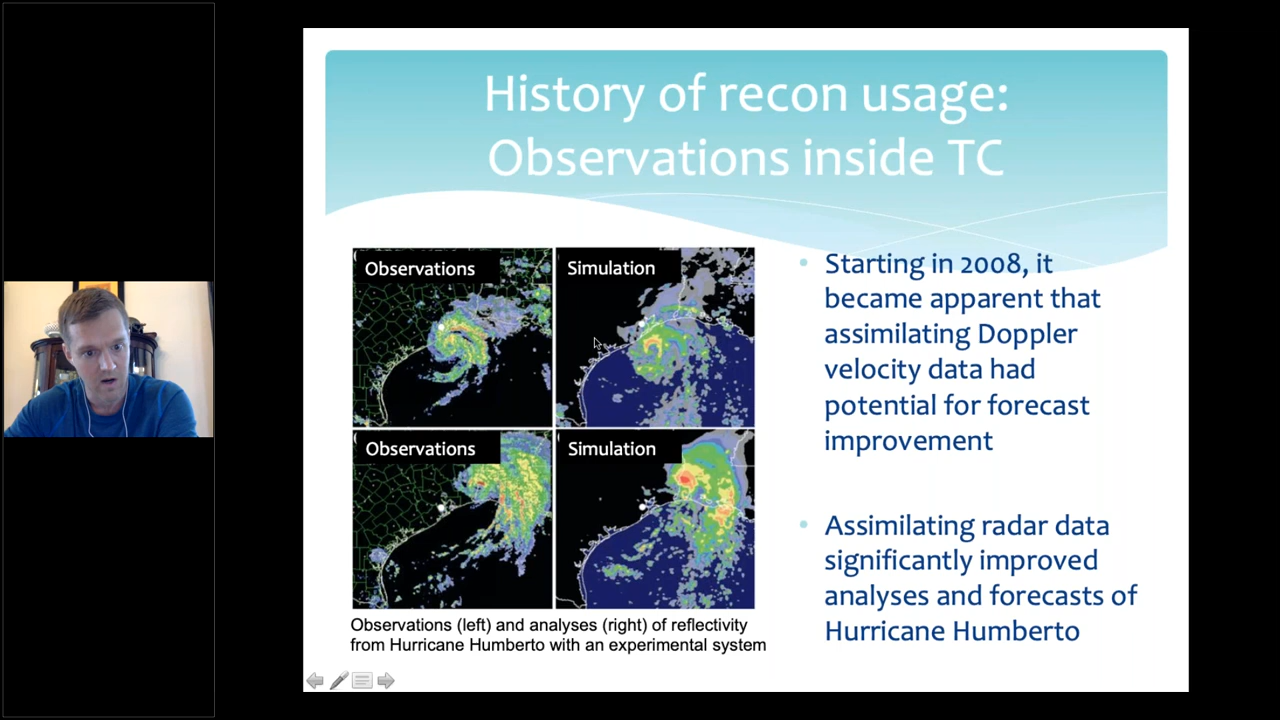 History of recon usage:
Observations inside TC
Observations
Simulation
Observations
Simulation
Observations (left) and analyses (right) of reflectivity
from Hurricane Humberto with an experimental system
Starting in 2008, it
became apparent that
assimilating Doppler
velocity data had
potential for forecast
improvement
Assimilating radar data
significantly improved
analyses and forecasts of
Hurricane Humberto